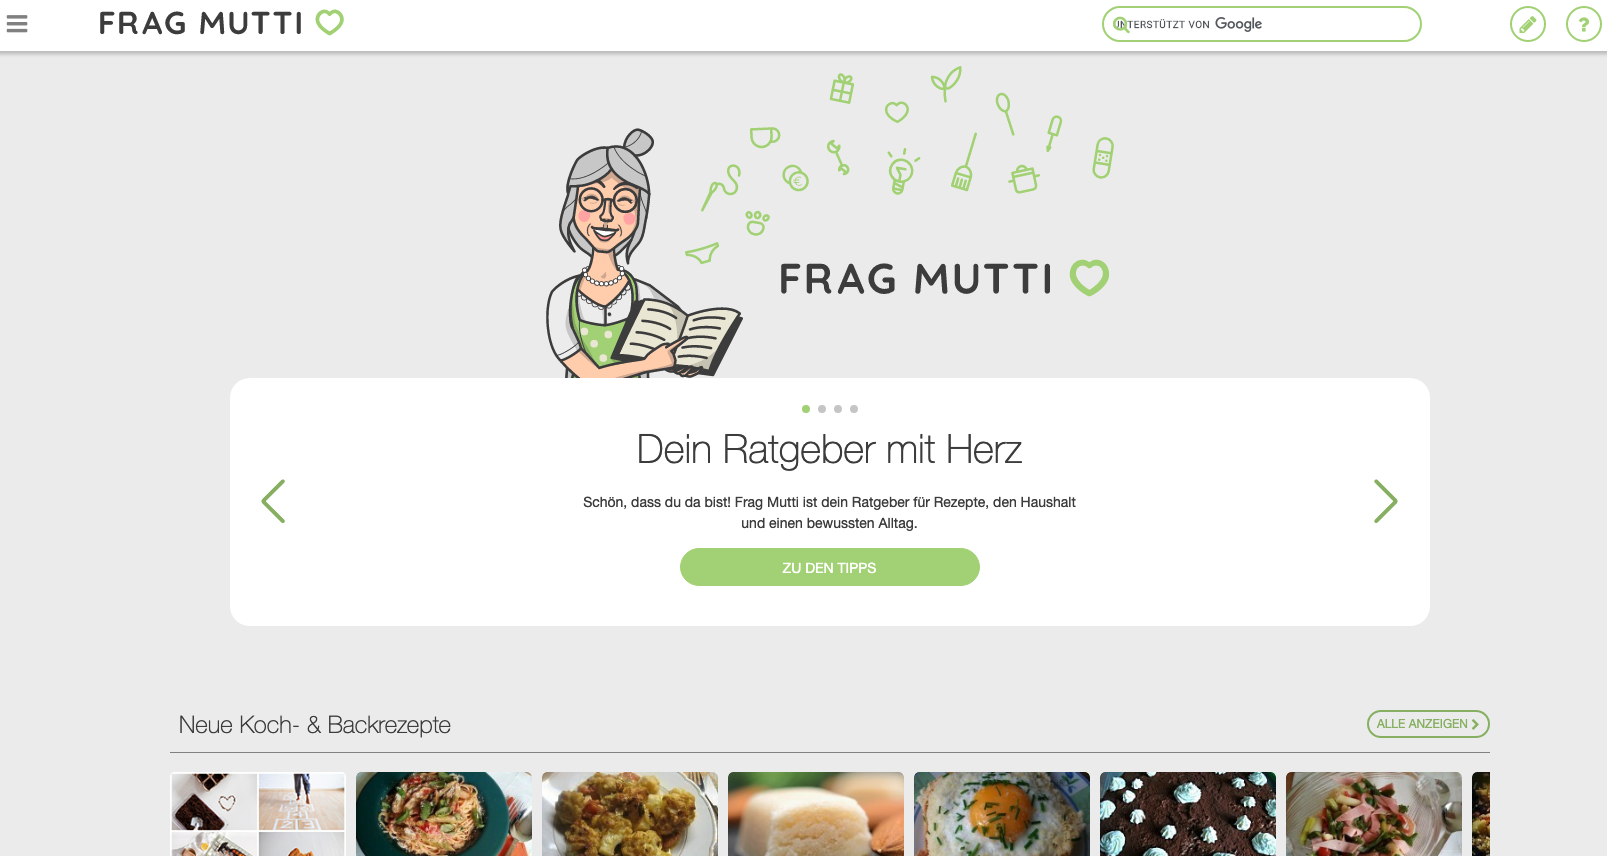 FRAG MUTTI
UNTERSTÜTZT VON Google
?
€
FRAG MUTTI
Dein Ratgeber mit Herz
Schön, dass du da bist! Frag Mutti ist dein Ratgeber für Rezepte, den Haushalt
und einen bewussten Alltag.
ZU DEN TIPPS
Neue Koch- & Backrezepte
ALLE ANZEIGEN